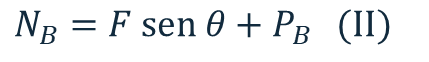 N_B = F sen θ + P_B (II)